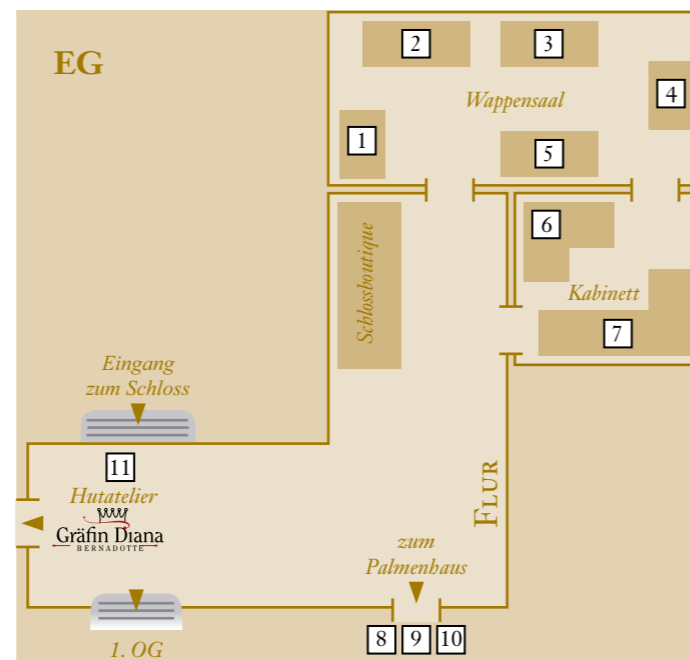 EG
2
3
4
Wappensaal
1
5
6
Schlossboutique
Kabinett
7
Eingang
zum Schloss
11
Hutatelier
Gräfin Diana
BERNADOTTE
FLUR
zum
Palmenhaus
8 9 10
1. OG